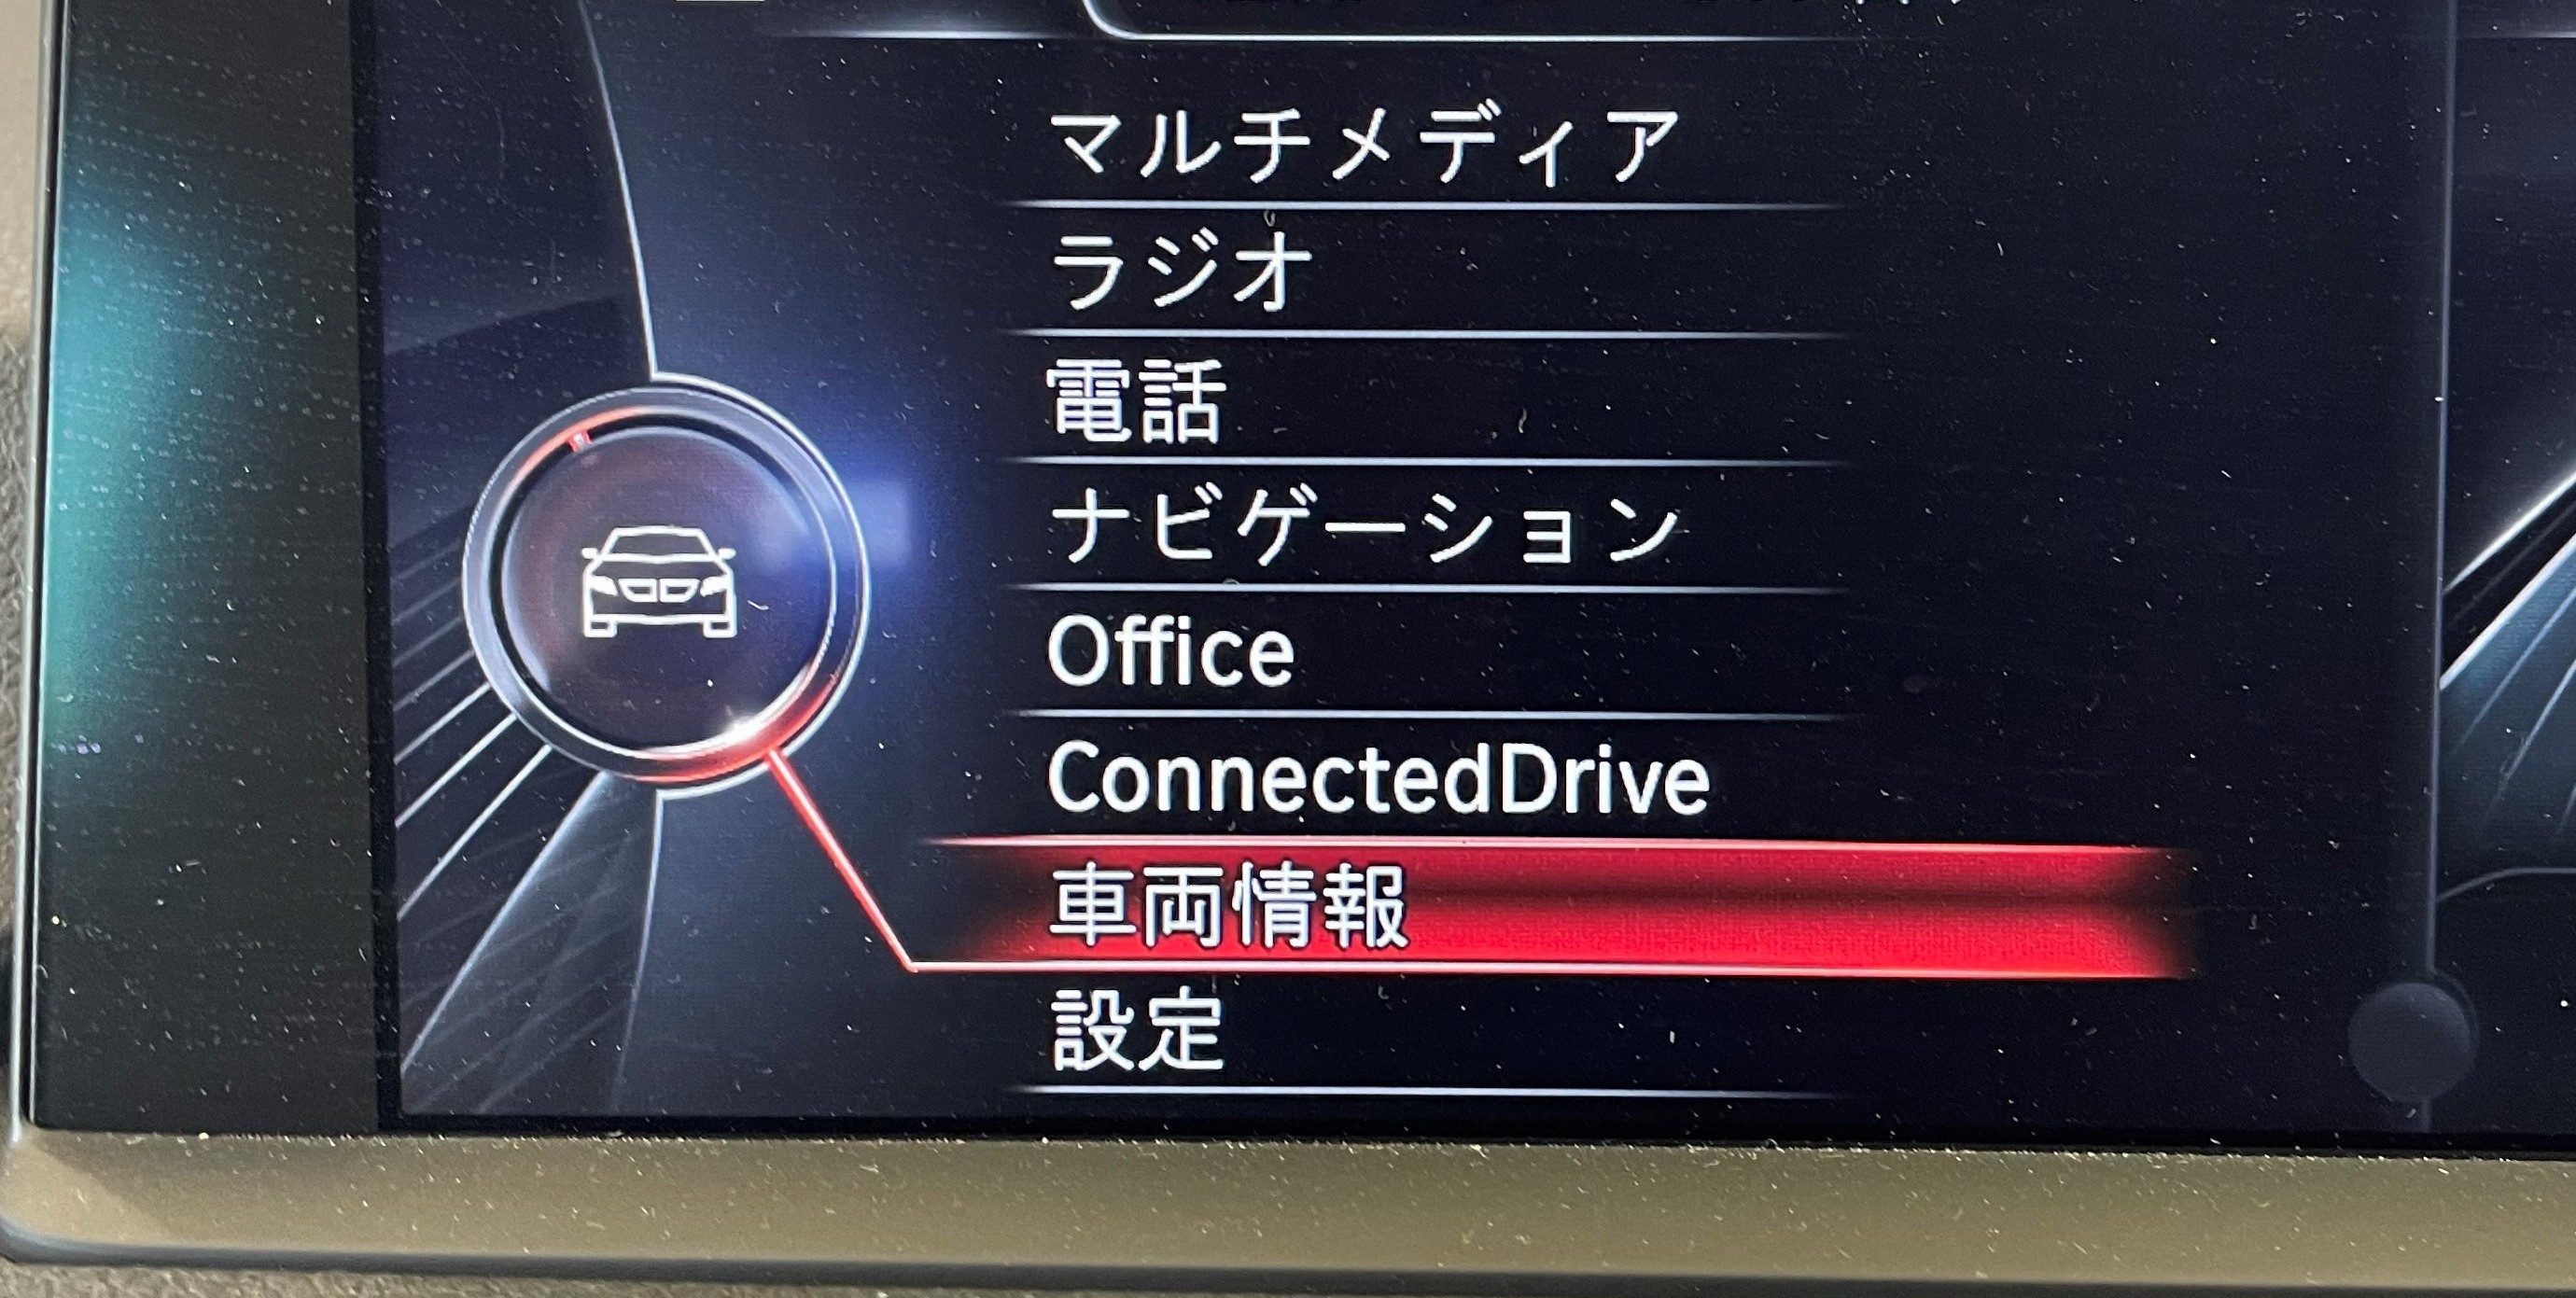 マルチメディア
ラジオ
電話
ナビゲーション
Office
ConnectedDrive
車両情報
設定